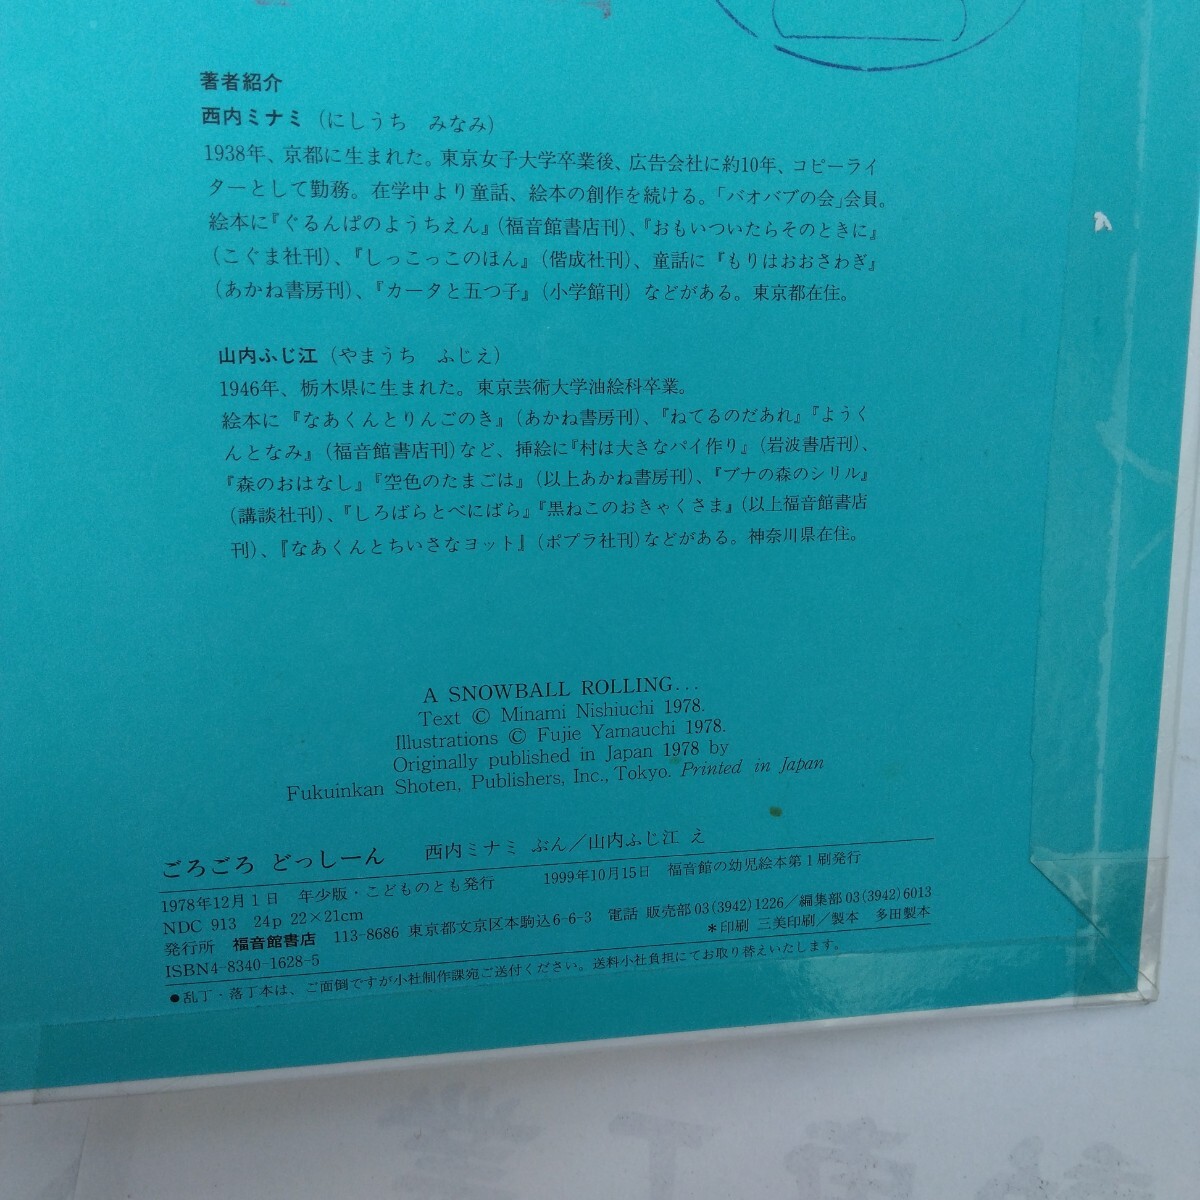 著者紹介
西内ミナミ（にしうち　みなみ）
1938年、京都に生まれた。東京女子大学卒業後、広告会社に約10年、コピーライ
ターとして勤務。在学中より童話、絵本の創作を続ける。「バオバブの会」会員。
絵本に『ぐるんぱのようちえん』（福音館書店刊）、『おもいついたらそのときに』
（こぐま社刊）、『しっこっこのほん』（偕成社刊）、童話に『もりはおおさわぎ』
（あかね書房刊）、『カータと五つ子』（小学館刊）などがある。東京都在住。
山内ふじ江（やまうち　ふじえ）
1946年、栃木県に生まれた。東京芸術大学油絵科卒業。
絵本に『なあくんとりんごのき』（あかね書房刊）、『ねてるのだあれ』『ようく
んとなみ』（福音館書店刊）など、挿絵に『村は大きなパイ作り』（岩波書店刊）、
『森のおはなし』『空色のたまごは』（以上あかね書房刊）、『ブナの森のシリル』
（講談社刊）、『しろばらとべにばら』『黒ねこのおきゃくさま』（以上福音館書店
刊）、『なあくんとちいさなヨット』（ポプラ社刊）などがある。神奈川県在住。
A SNOWBALL ROLLING...
Text © Minami Nishiuchi 1978.
Illustrations © Fujie Yamauchi 1978.
Originally published in Japan 1978 by
Fukuinkan Shoten, Publishers, Inc., Tokyo. Printed in Japan
ごろごろ どっしーん　西内ミナミ ぶん／山内ふじ江 え
1978年12月1日　年少版・こどものとも発行　1999年10月15日　福音館の幼児絵本第1刷発行
NDC 913　24p 22×21cm
発行所　福音館書店　113-8686 東京都文京区本駒込6-6-3　電話 販売部03(3942)1226／編集部03(3942)6013
ISBN4-8340-1628-5　＊印刷 三美印刷／製本　多田製本
●乱丁・落丁本は、ご面倒ですが小社制作課宛ご送付ください。送料小社負担にてお取り替えいたします。